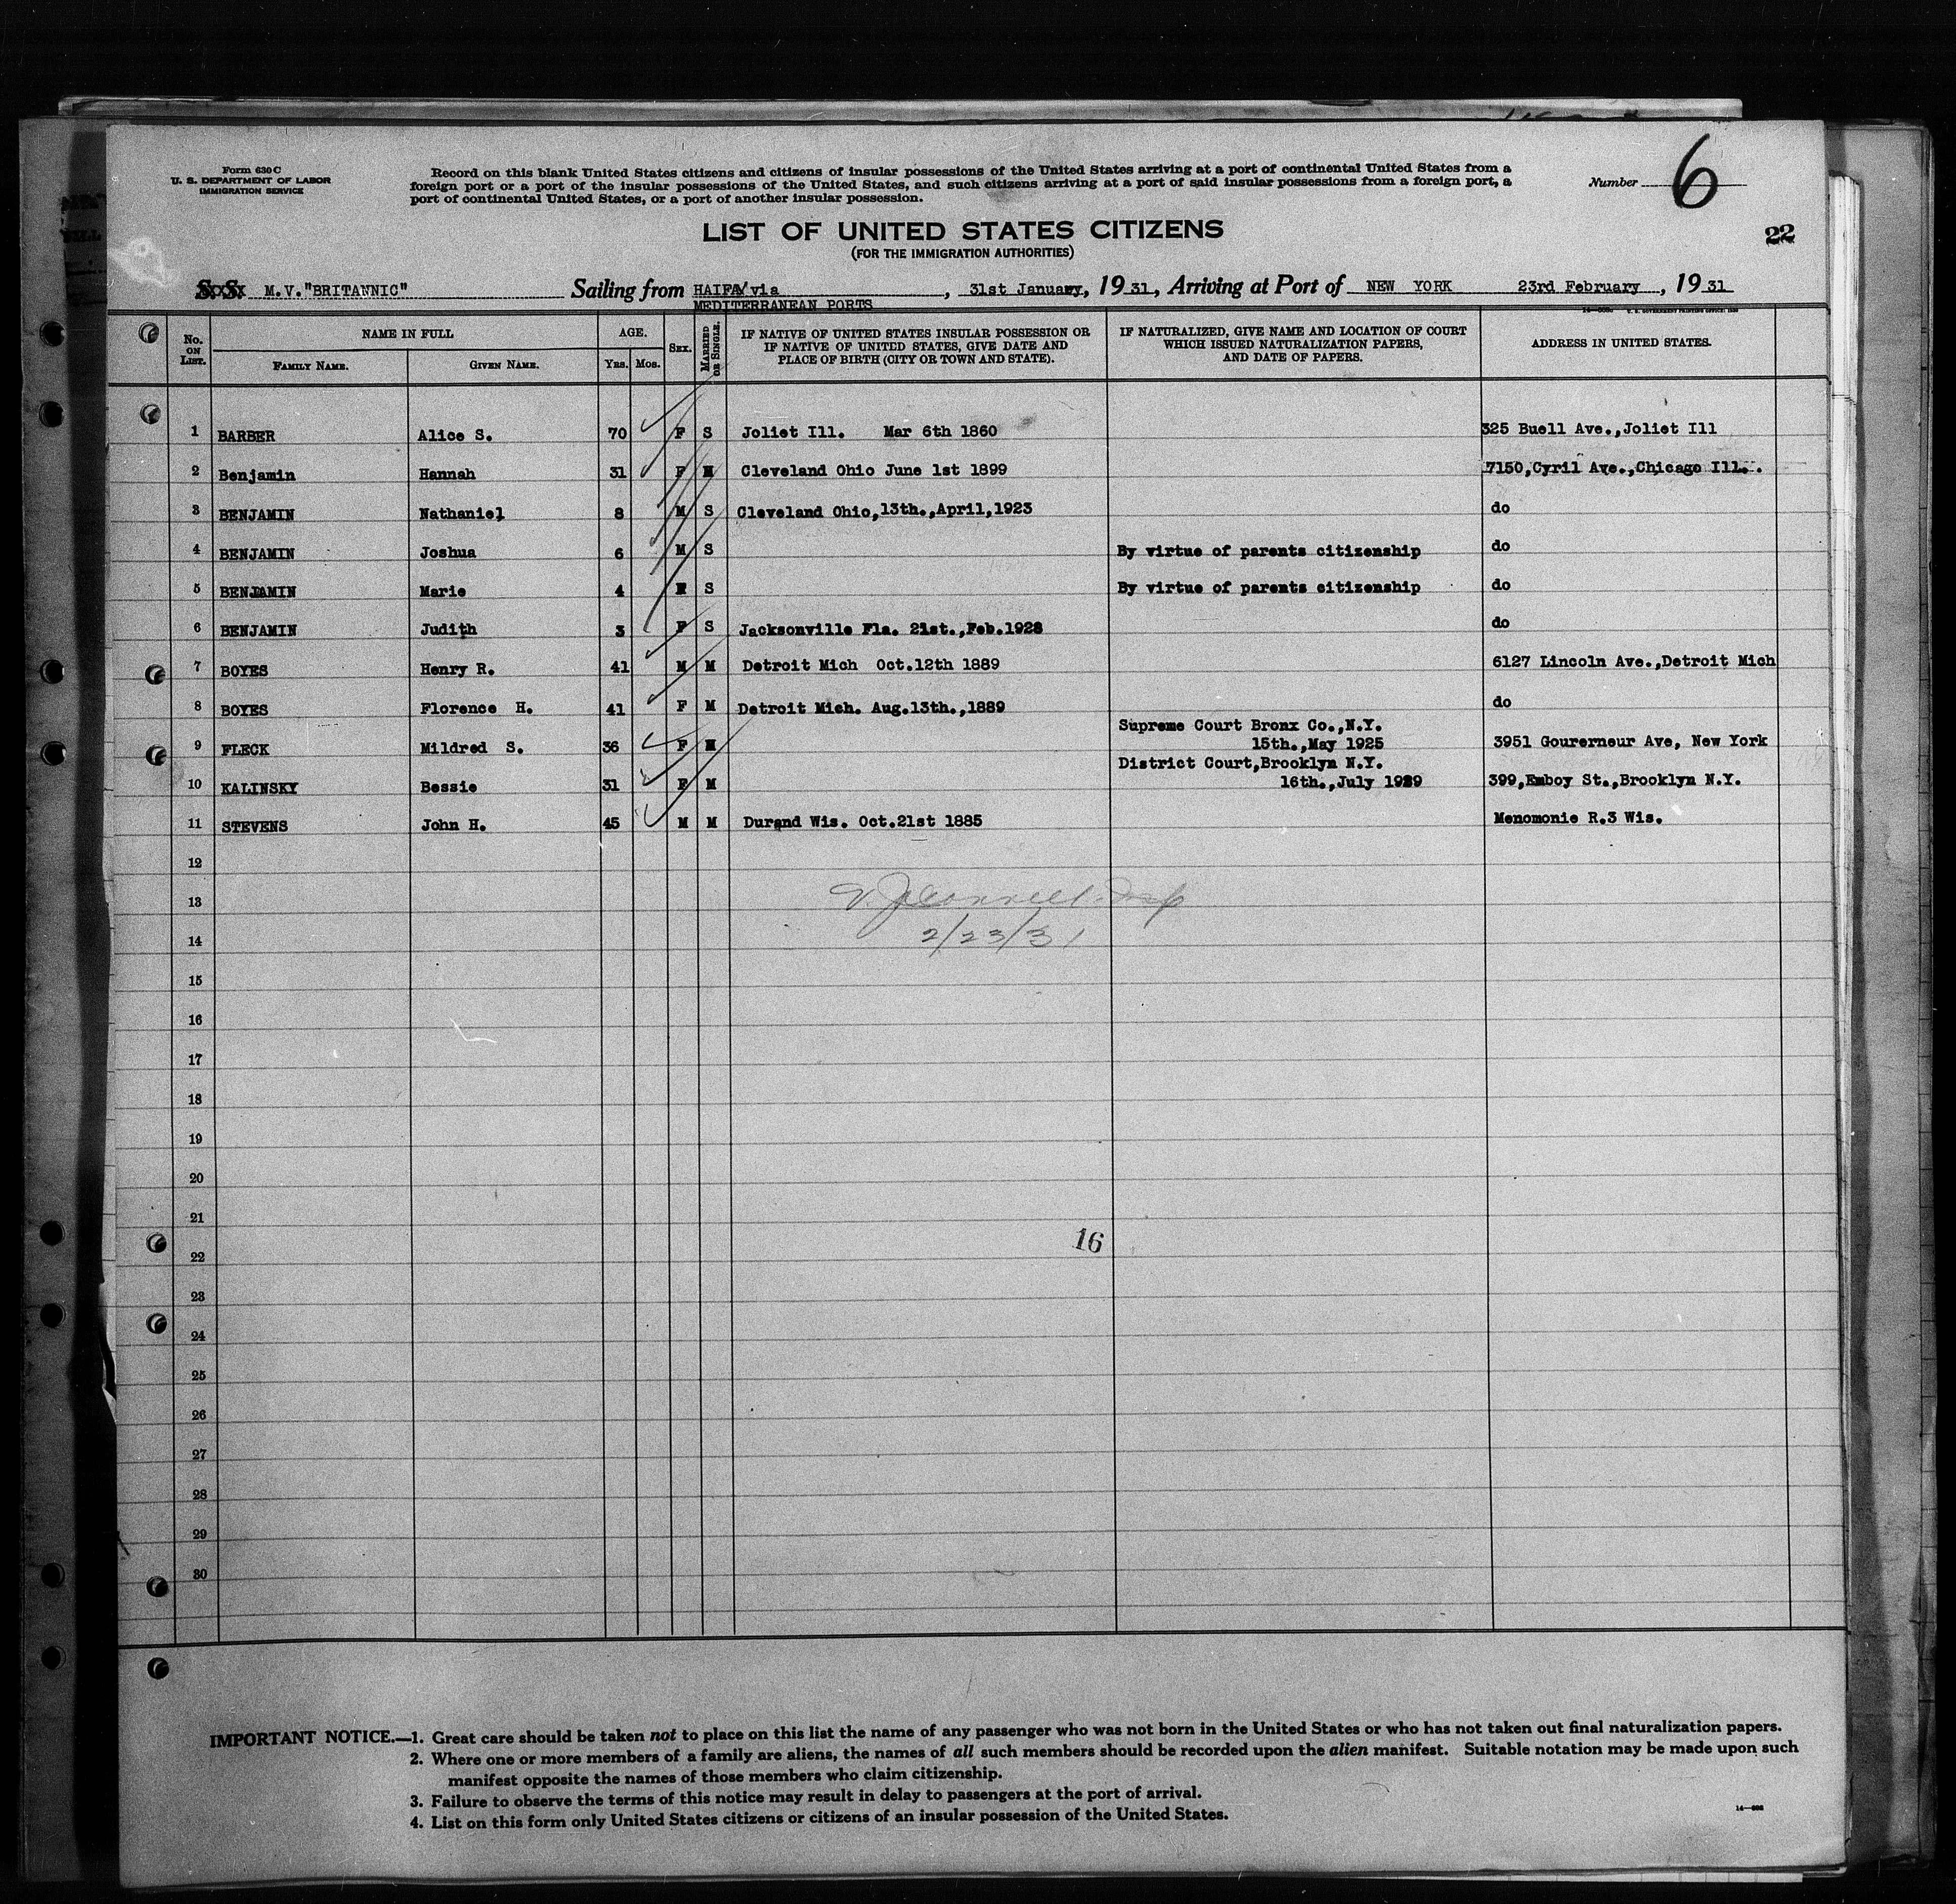 Form 630 C
U. S. DEPARTMENT OF LABOR
IMMIGRATION SERVICE
Record on this blank United States citizens and citizens of insular possessions of the United States arriving at a port of continental United States from a
foreign port or a port of the insular possessions of the United States, and such citizens arriving at a port of said insular possessions from a foreign port, a
port of continental United States, or a port of another insular possession.
Number 6
22
LIST OF UNITED STATES CITIZENS
(FOR THE IMMIGRATION AUTHORITIES)
S. S. M.V."BRITANNIC" Sailing from HAIFA/via MEDITERRANEAN PORTS, 31st January, 1931, Arriving at Port of NEW YORK 23rd February, 1931
No. ON LIST. NAME IN FULL AGE. SEX. MARRIED OR SINGLE. IF NATIVE OF UNITED STATES INSULAR POSSESSION OR IF NATIVE OF UNITED STATES, GIVE DATE AND PLACE OF BIRTH (CITY OR TOWN AND STATE). IF NATURALIZED, GIVE NAME AND LOCATION OF COURT WHICH ISSUED NATURALIZATION PAPERS, AND DATE OF PAPERS. ADDRESS IN UNITED STATES.
FAMILY NAME. GIVEN NAME. YRS. MOS.
1 BARBER Alice S. 70 F S Joliet Ill. Mar 6th 1860 325 Buell Ave.,Joliet Ill
2 Benjamin Hannah 31 F M Cleveland Ohio June 1st 1899 7150,Cyril Ave.,Chicago Ill.
3 BENJAMIN Nathaniel 8 M S Cleveland Ohio,13th.,April,1923 do
4 BENJAMIN Joshua 6 M S By virtue of parents citizenship do
5 BENJAMIN Marie 4 F S By virtue of parents citizenship do
6 BENJAMIN Judith 3 F S Jacksonville Fla. 21st.,Feb.1928 do
7 BOYES Henry R. 41 M M Detroit Mich Oct.12th 1889 6127 Lincoln Ave.,Detroit Mich
8 BOYES Florence H. 41 F M Detroit Mich. Aug.13th.,1889 do
9 FLECK Mildred S. 36 F M Supreme Court Bronx Co.,N.Y. 15th.,May 1925 3951 Gourerneur Ave, New York
10 KALINSKY Bessie 31 F M District Court,Brooklyn N.Y. 16th.,July 1929 399,Emboy St.,Brooklyn N.Y.
11 STEVENS John H. 45 M M Durand Wis. Oct.21st 1885 Menomonie R.3 Wis.
12
13
2/23/31
14
15
16
17
18
19
20
21
16
22
23
24
25
26
27
28
29
30
IMPORTANT NOTICE.—1. Great care should be taken not to place on this list the name of any passenger who was not born in the United States or who has not taken out final naturalization papers.
2. Where one or more members of a family are aliens, the names of all such members should be recorded upon the alien manifest. Suitable notation may be made upon such
manifest opposite the names of those members who claim citizenship.
3. Failure to observe the terms of this notice may result in delay to passengers at the port of arrival.
4. List on this form only United States citizens or citizens of an insular possession of the United States.